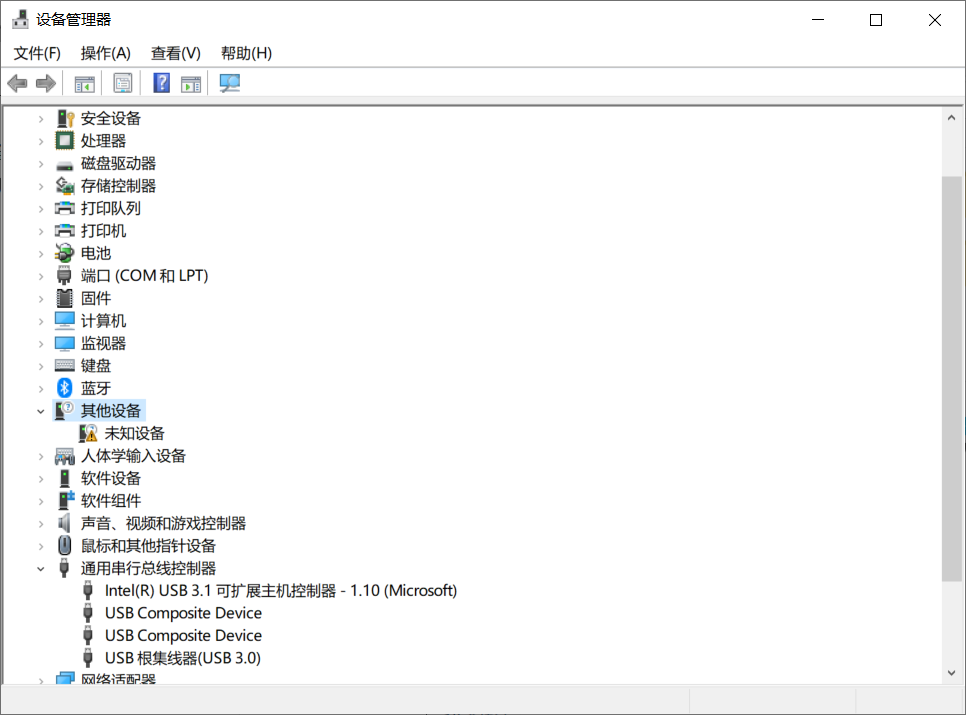 设备管理器
文件(F) 操作(A) 查看(V) 帮助(H)
安全设备
处理器
磁盘驱动器
存储控制器
打印队列
打印机
电池
端口 (COM 和 LPT)
固件
计算机
监视器
键盘
蓝牙
其他设备
未知设备
人体学输入设备
软件设备
软件组件
声音、视频和游戏控制器
鼠标和其他指针设备
通用串行总线控制器
Intel(R) USB 3.1 可扩展主机控制器 - 1.10 (Microsoft)
USB Composite Device
USB Composite Device
USB 根集线器(USB 3.0)
网络适配器